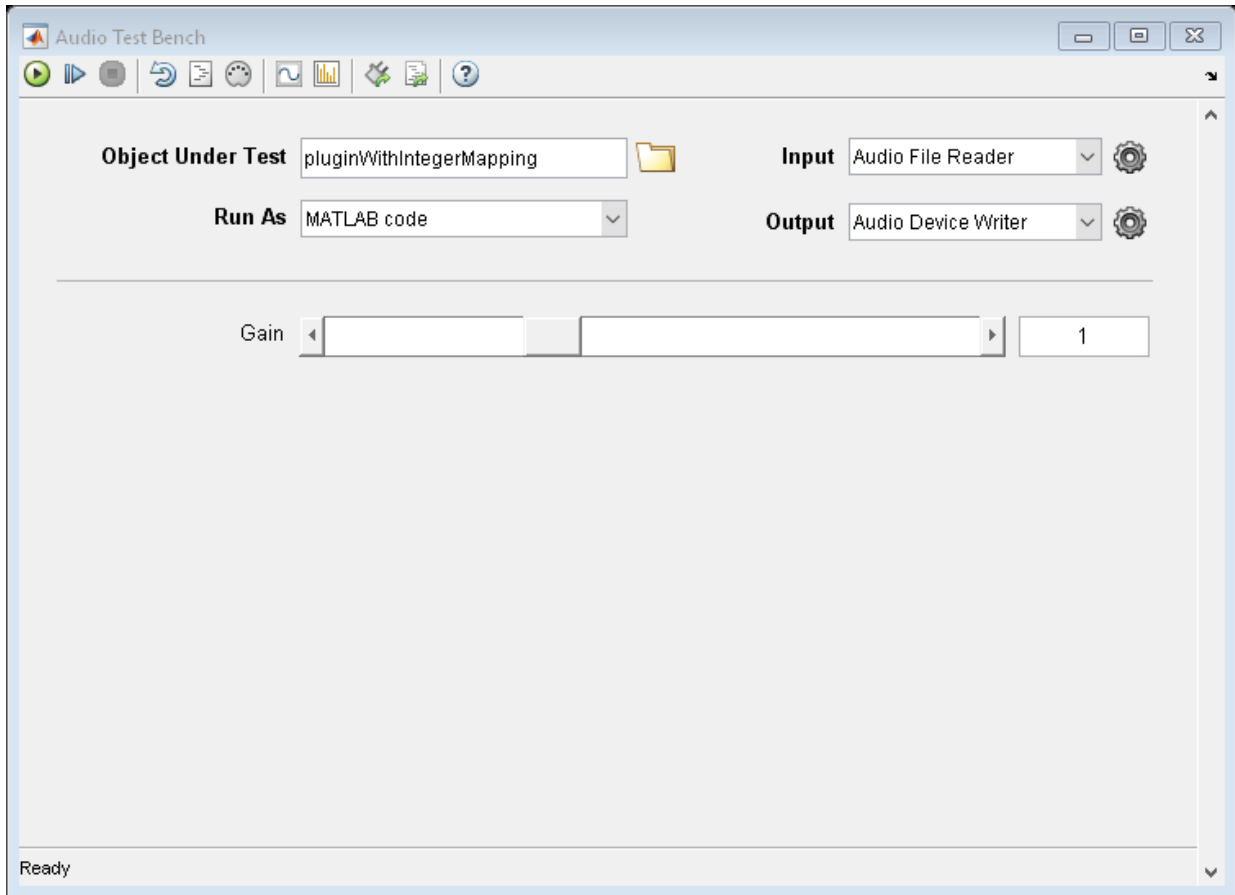 Audio Test Bench
Object Under Test pluginWithIntegerMapping Input Audio File Reader
Run As MATLAB code Output Audio Device Writer
Gain 1
Ready